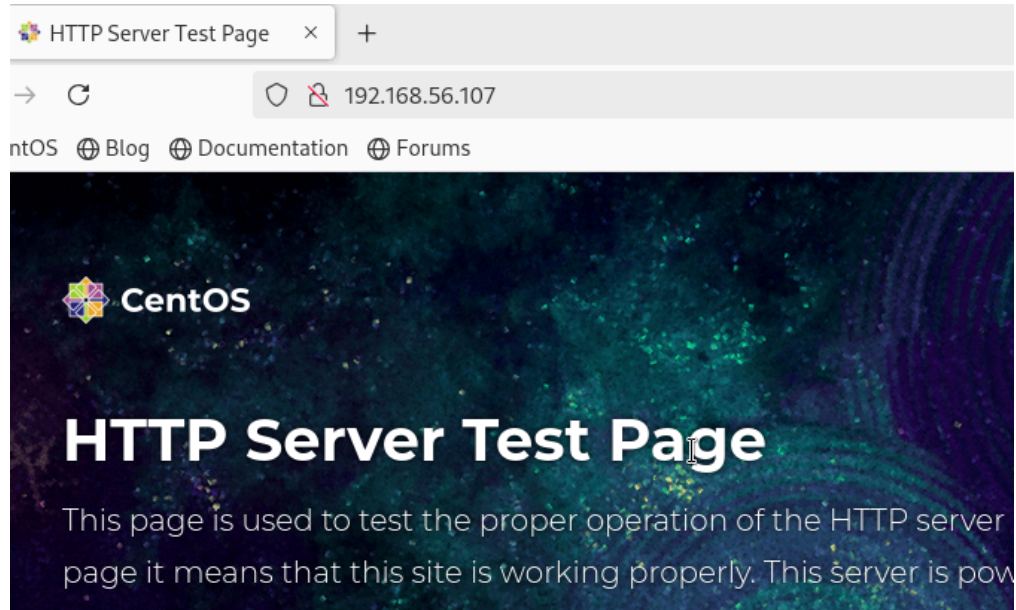 HTTP Server Test Page
192.168.56.107
ntOS Blog Documentation Forums
CentOS
HTTP Server Test Page
This page is used to test the proper operation of the HTTP server
page it means that this site is working properly. This server is pow